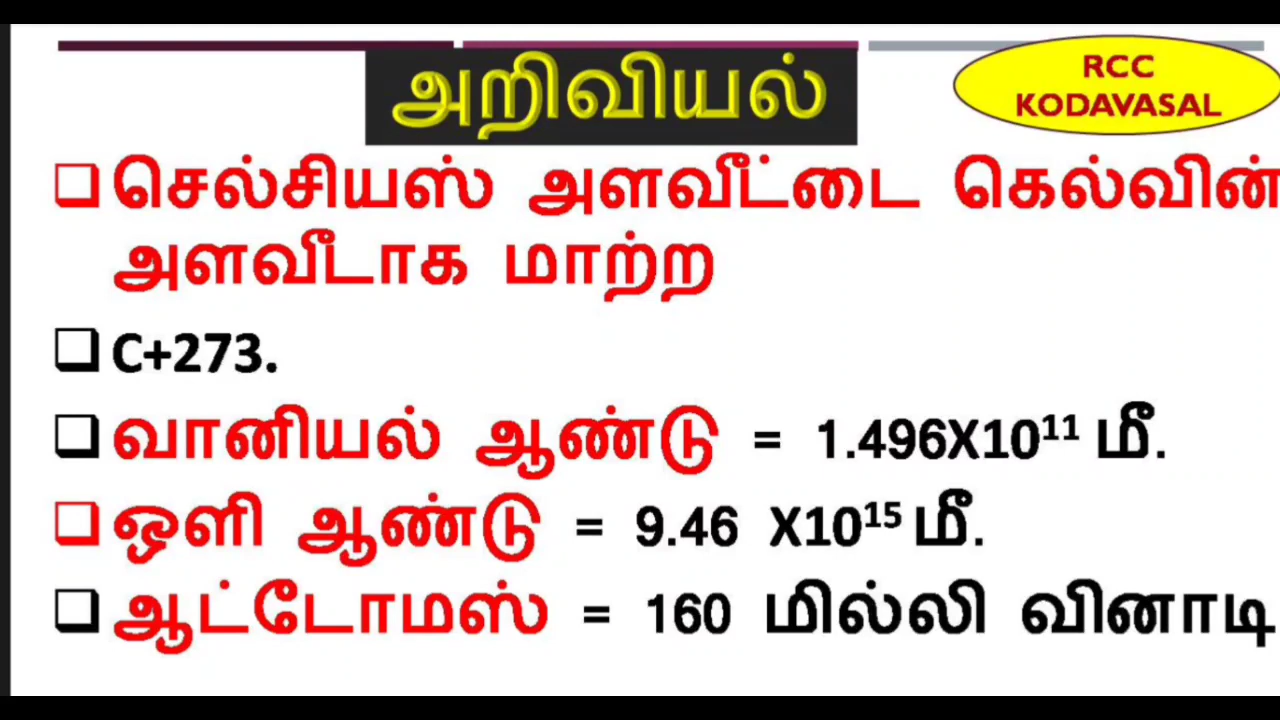 அறிவியல்
RCC
KODAVASAL
செல்சியஸ் அளவீட்டை கெல்வின்
அளவீடாக மாற்ற
C+273.
வானியல் ஆண்டு = 1.496X10¹¹ மீ.
ஒளி ஆண்டு = 9.46 X10¹⁵ மீ.
ஆட்டோமஸ் = 160 மில்லி வினாடி